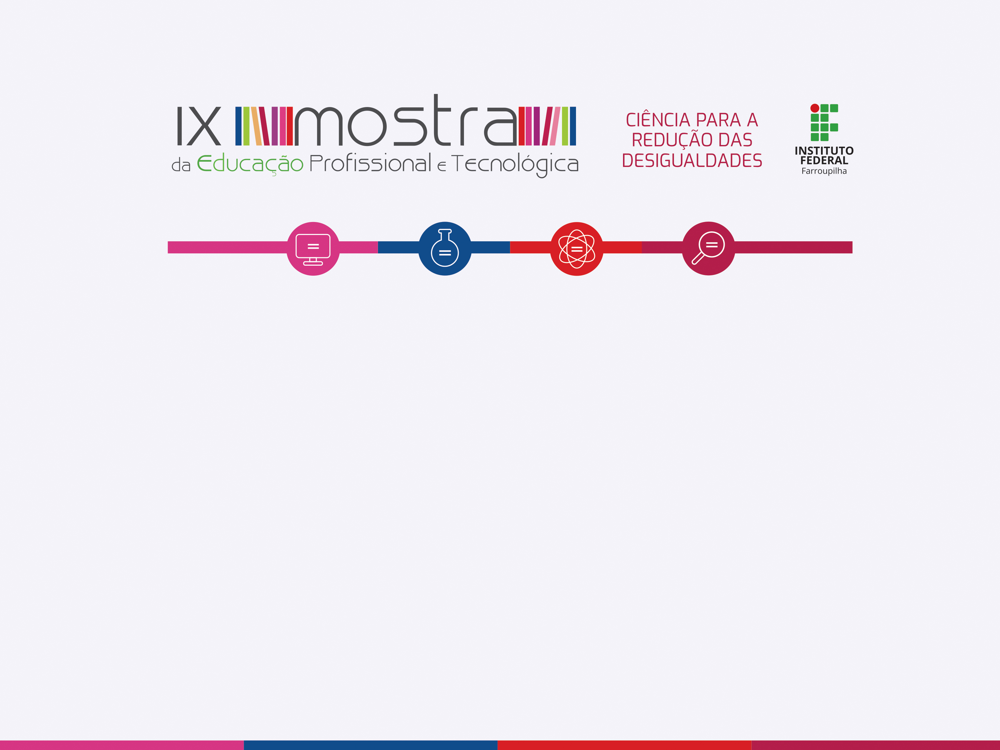 IX mostra
da Educação Profissional e Tecnológica
CIÊNCIA PARA A
REDUÇÃO DAS
DESIGUALDADES
INSTITUTO
FEDERAL
Farroupilha